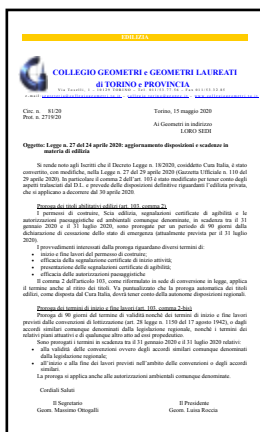 EDILIZIA
COLLEGIO GEOMETRI e GEOMETRI LAUREATI
di TORINO e PROVINCIA
Circ. n. 81/20
Torino, 15 maggio 2020
Prot. n. 2719/20
Ai Geometri in indirizzo
LORO SEDI
Oggetto: Legge n. 27 del 24 aprile 2020: aggiornamento disposizioni e scadenze in
materia di edilizia
Si rende noto agli Iscritti che il Decreto Legge n. 18/2020, cosiddetto Cura Italia, è stato
convertito, con modifiche, nella Legge n. 27 del 29 aprile 2020 (Gazzetta Ufficiale n. 110 del
29 aprile 2020). In particolare il comma 2 dell'art. 103 è stato modificato per tener conto degli
aspetti tralasciati dal D.L. e prevede delle disposizioni definitive riguardanti l'edilizia privata,
che si applicano a decorrere dal 30 aprile 2020
Proroga dei titoli abilitativi edilizi (art. 103, comma 2)
I permessi di costruire, Scia edilizia, segnalazioni certificate di agibilità e le
autorizzazioni paesaggistiche ed ambientali comunque denominate, in scadenza tra il 31
gennaio 2020 e il 31 luglio 2020, sono prorogate per un periodo di 90 giorni dalla
dichiarazione di cessazione dello stato di emergenza (attualmente prevista per il 31 luglio
2020).
I provvedimenti interessati dalla proroga riguardano diversi termini di:
• inizio e fine lavori del permesso di costruire;
• efficacia della segnalazione certificate di inizio attività;
• presentazione delle segnalazioni certificate di agibilità;
• efficacia delle autorizzazioni paesaggistiche
Il comma 2 dell'articolo 103, come riformulato in sede di conversione in legge, applica
il termine anche al ritiro dei titoli. Va puntualizzato che la proroga automatica dei titoli
edilizi, come disposta dal Cura Italia, dovrà tener conto della autonome disposizioni regionali.
Proroga dei termini di inizio e fine lavori (art. 103, comma 2-bis)
Proroga di 90 giorni del termine di validità nonché dei termini di inizio e fine lavori
previsti dalle convenzioni di lottizzazione (art. 28 legge n. 1150 del 17 agosto 1942), o dagli
accordi similari comunque denominati dalla legislazione regionale, nonché i termini dei
relativi piani attuativi e di qualunque altro atto ad essi propedeutico.
Sono prorogati i termini in scadenza tra il 31 gennaio 2020 e il 31 luglio 2020 relativi:
• alla validità delle convenzioni ovvero degli accordi similari comunque denominati
dalla legislazione regionale;
• all'inizio e alla fine dei lavori previsti nell'ambito delle convenzioni o degli accordi
similari.
La proroga si applica anche alle autorizzazioni ambientali comunque denominate.
Cordiali Saluti
Il Segretario
Il Presidente
Geom. Massimo Ottogalli
Geom. Luisa Roccia